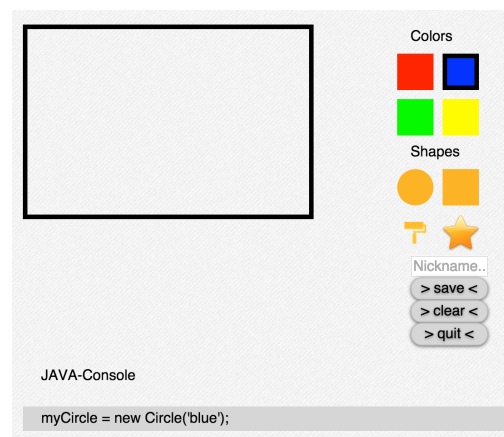 Colors
Shapes
Nickname..
> save <
> clear <
> quit <
JAVA-Console
myCircle = new Circle('blue');